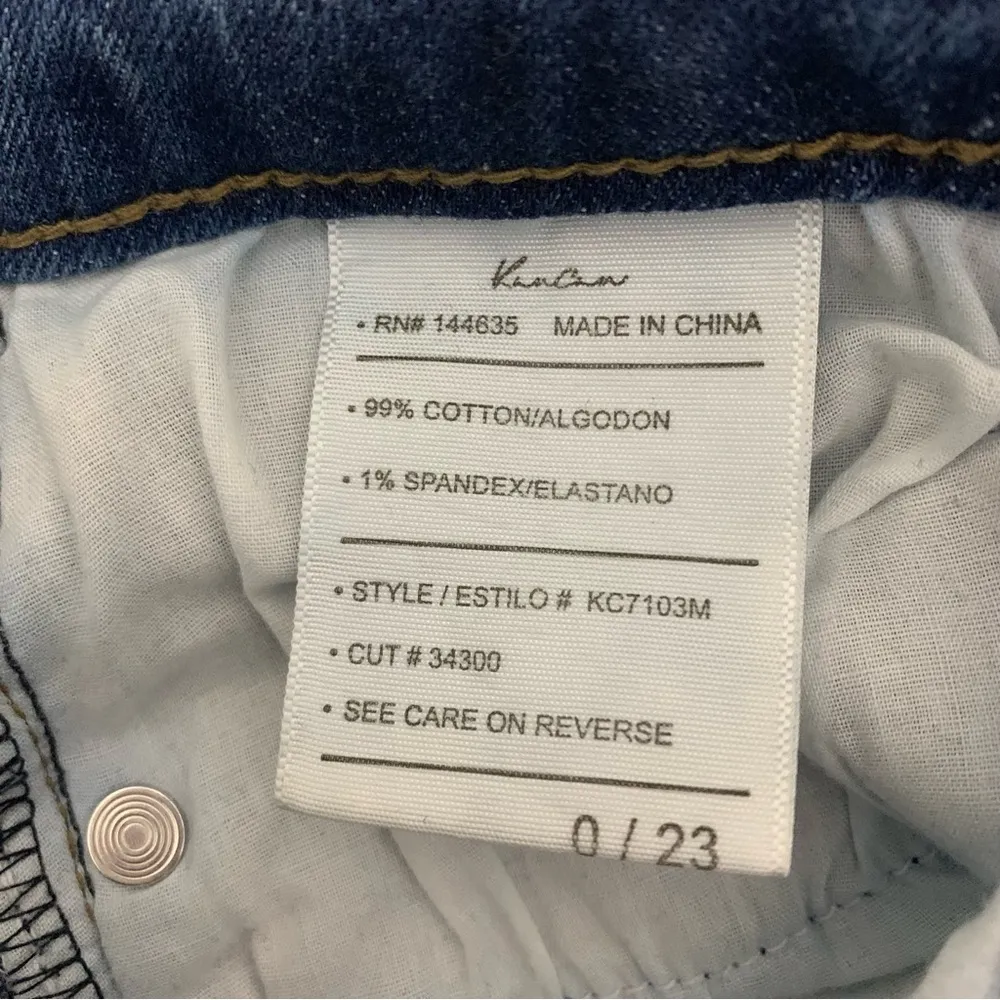 KanCan
• RN# 144635 MADE IN CHINA
• 99% COTTON/ALGODON
• 1% SPANDEX/ELASTANO
• STYLE / ESTILO # KC7103M
• CUT # 34300
• SEE CARE ON REVERSE
0 / 23